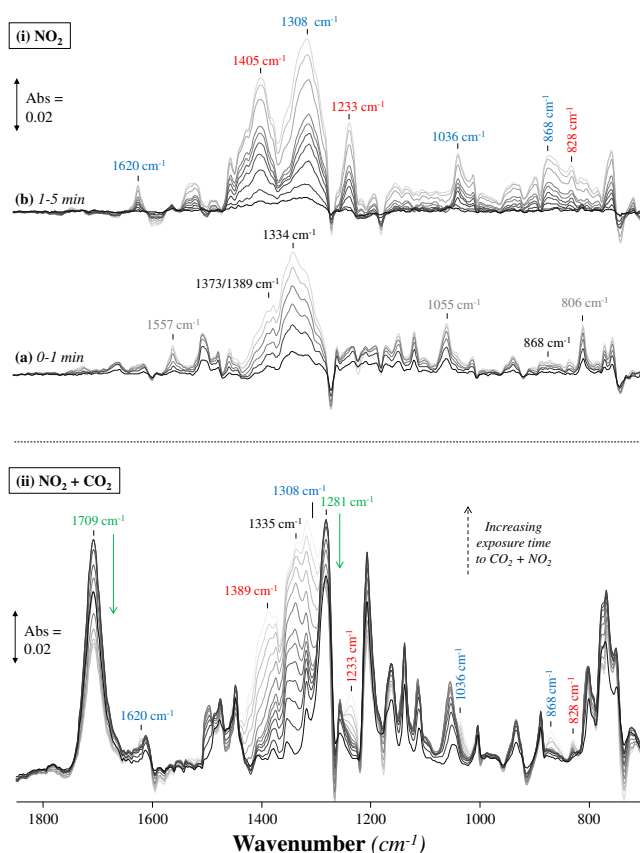 (i) NO₂
1308 cm⁻¹
1405 cm⁻¹
1233 cm⁻¹
Abs =
0.02
1620 cm⁻¹
1036 cm⁻¹
868 cm⁻¹
828 cm⁻¹
(b) 1-5 min
1334 cm⁻¹
1373/1389 cm⁻¹
1557 cm⁻¹
1055 cm⁻¹
806 cm⁻¹
868 cm⁻¹
(a) 0-1 min
(ii) NO₂ + CO₂
1709 cm⁻¹
1308 cm⁻¹
1281 cm⁻¹
1335 cm⁻¹
Increasing
exposure time
to CO₂ + NO₂
1389 cm⁻¹
Abs =
0.02
1233 cm⁻¹
1620 cm⁻¹
1036 cm⁻¹
868 cm⁻¹
828 cm⁻¹
1800 1600 1400 1200 1000 800
Wavenumber (cm⁻¹)